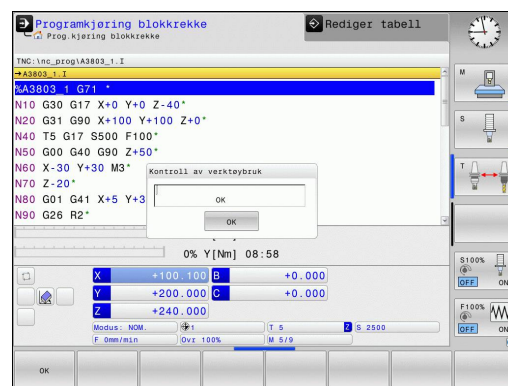 Programkjøring blokkrekke
Prog.kjøring blokkrekke
Rediger tabell
TNC:\nc_prog\A3803_1.I
→A3803_1.I
%A3803_1 G71 *
N10 G30 G17 X+0 Y+0 Z-40*
N20 G31 G90 X+100 Y+100 Z+0*
N40 T5 G17 S500 F100*
N50 G00 G40 G90 Z+50*
N60 X-30 Y+30 M3*
N70 Z-20*
N80 G01 G41 X+5 Y+3
N90 G26 R2*
Kontroll av verktøybruk
OK
OK
0% Y[Nm] 08:58
X +100.100 B +0.000
Y +200.000 C +0.000
Z +240.000
Modus: NOM. 1 T 5 Z S 2500
F 0mm/min Ovr 100% M 5/9
M
S
T
S100%
OFF ON
F100%
OFF ON
OK